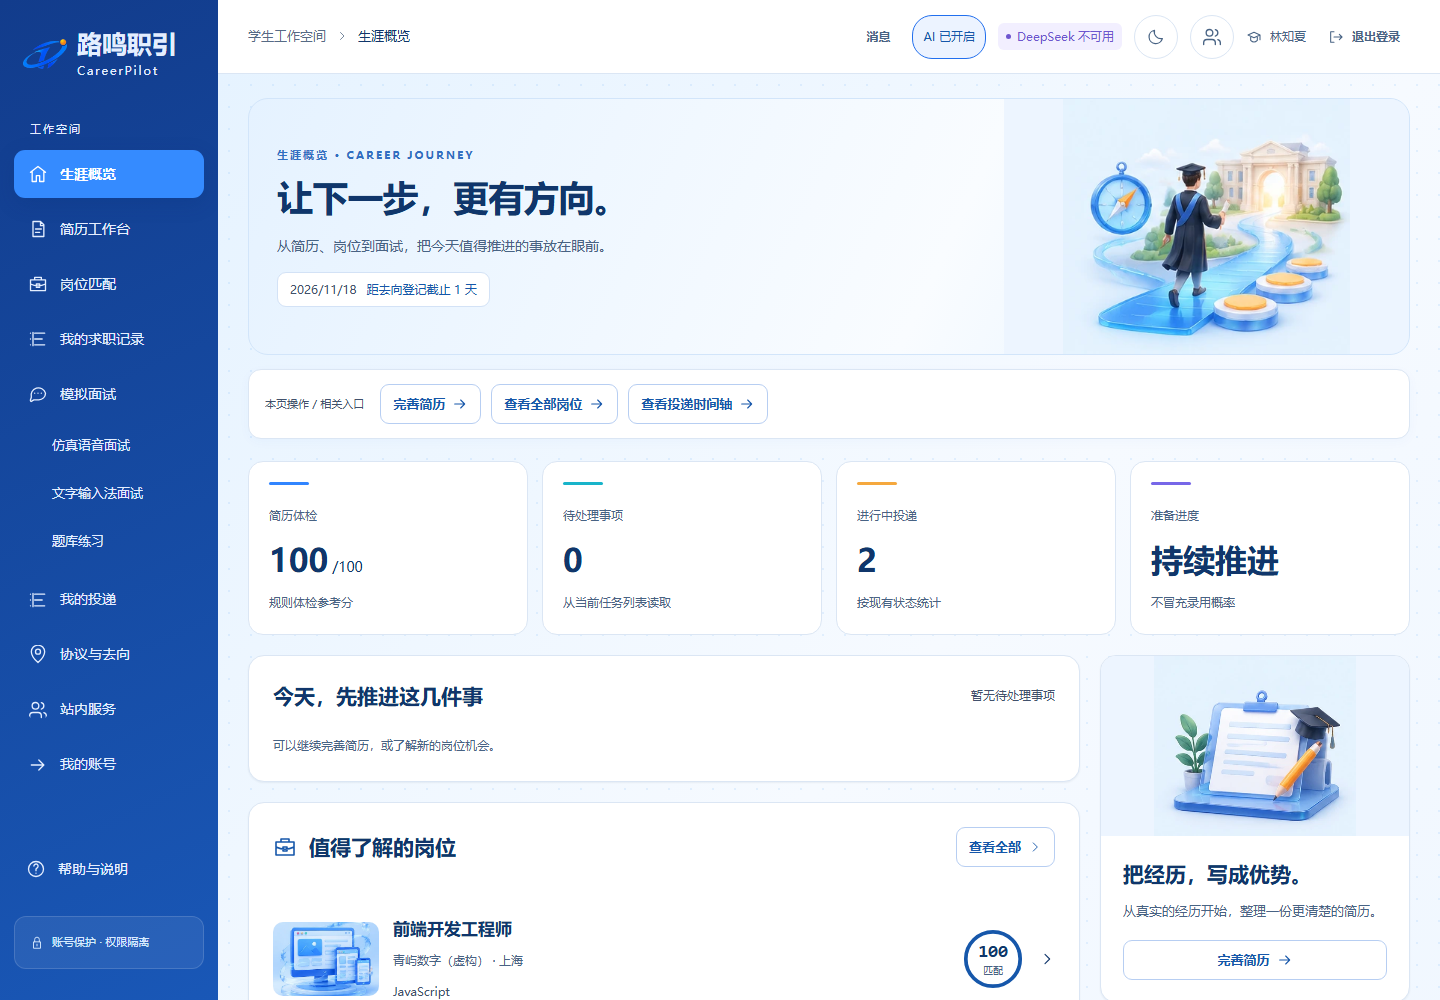 路鸣职引
CareerPilot
工作空间
生涯概览
简历工作台
岗位匹配
我的求职记录
模拟面试
仿真语音面试
文字输入法面试
题库练习
我的投递
协议与去向
站内服务
我的账号
帮助与说明
账号保护 · 权限隔离
学生工作空间 > 生涯概览
消息
AI 已开启
DeepSeek 不可用
林知夏
退出登录
生涯概览 • CAREER JOURNEY
让下一步，更有方向。
从简历、岗位到面试，把今天值得推进的事放在眼前。
2026/11/18 距去向登记截止 1 天
本页操作 / 相关入口
完善简历
查看全部岗位
查看投递时间轴
简历体检
100 /100
规则体检参考分
待处理事项
0
从当前任务列表读取
进行中投递
2
按现有状态统计
准备进度
持续推进
不冒充录用概率
今天，先推进这几件事
暂无待处理事项
可以继续完善简历，或了解新的岗位机会。
值得了解的岗位
查看全部
前端开发工程师
青屿数字（虚构） · 上海
JavaScript
100
匹配
把经历，写成优势。
从真实的经历开始，整理一份更清楚的简历。
完善简历